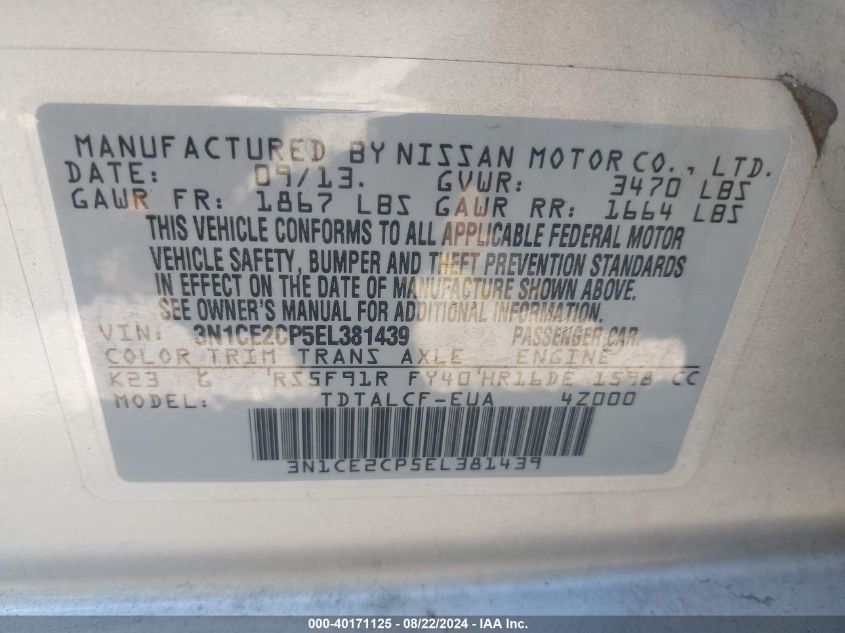 MANUFACTURED BY NISSAN MOTOR CO., LTD.
DATE: 09/13. GVWR: 3470 LBS
GAWR FR: 1867 LBS GAWR RR: 1664 LBS
THIS VEHICLE CONFORMS TO ALL APPLICABLE FEDERAL MOTOR
VEHICLE SAFETY, BUMPER AND THEFT PREVENTION STANDARDS
IN EFFECT ON THE DATE OF MANUFACTURE SHOWN ABOVE.
SEE OWNER'S MANUAL FOR ADDITIONAL INFORMATION.
VIN: 3N1CE2CP5EL381439 PASSENGER CAR
COLOR TRIM TRANS AXLE ENGINE
K23 G RS5F91R FY40 HR16DE 1598 CC
MODEL: TDTALCF-EUA 4Z000
3N1CE2CP5EL381439
000-40171125 - 08/22/2024 - IAA Inc.